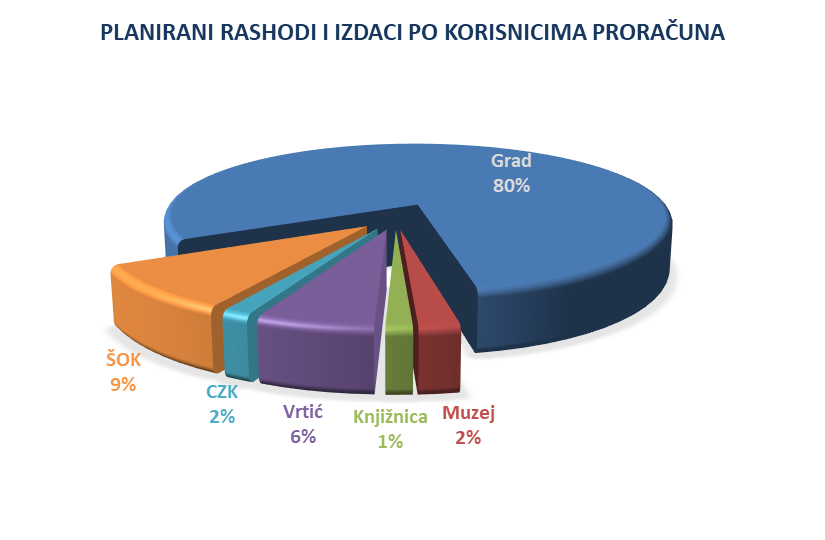 PLANIRANI RASHODI I IZDACI PO KORISNICIMA PRORAČUNA
Grad
80%
ŠOK
9%
CZK
2%
Vrtić
6%
Knjižnica
1%
Muzej
2%